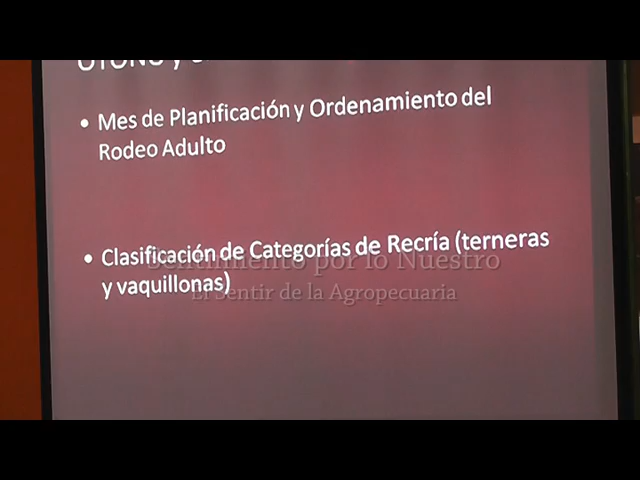 • Mes de Planificación y Ordenamiento del
Rodeo Adulto
• Clasificación de Categorías de Recría (terneras
y vaquillonas)
Sentimiento por lo Nuestro
El Sentir de la Agropecuaria